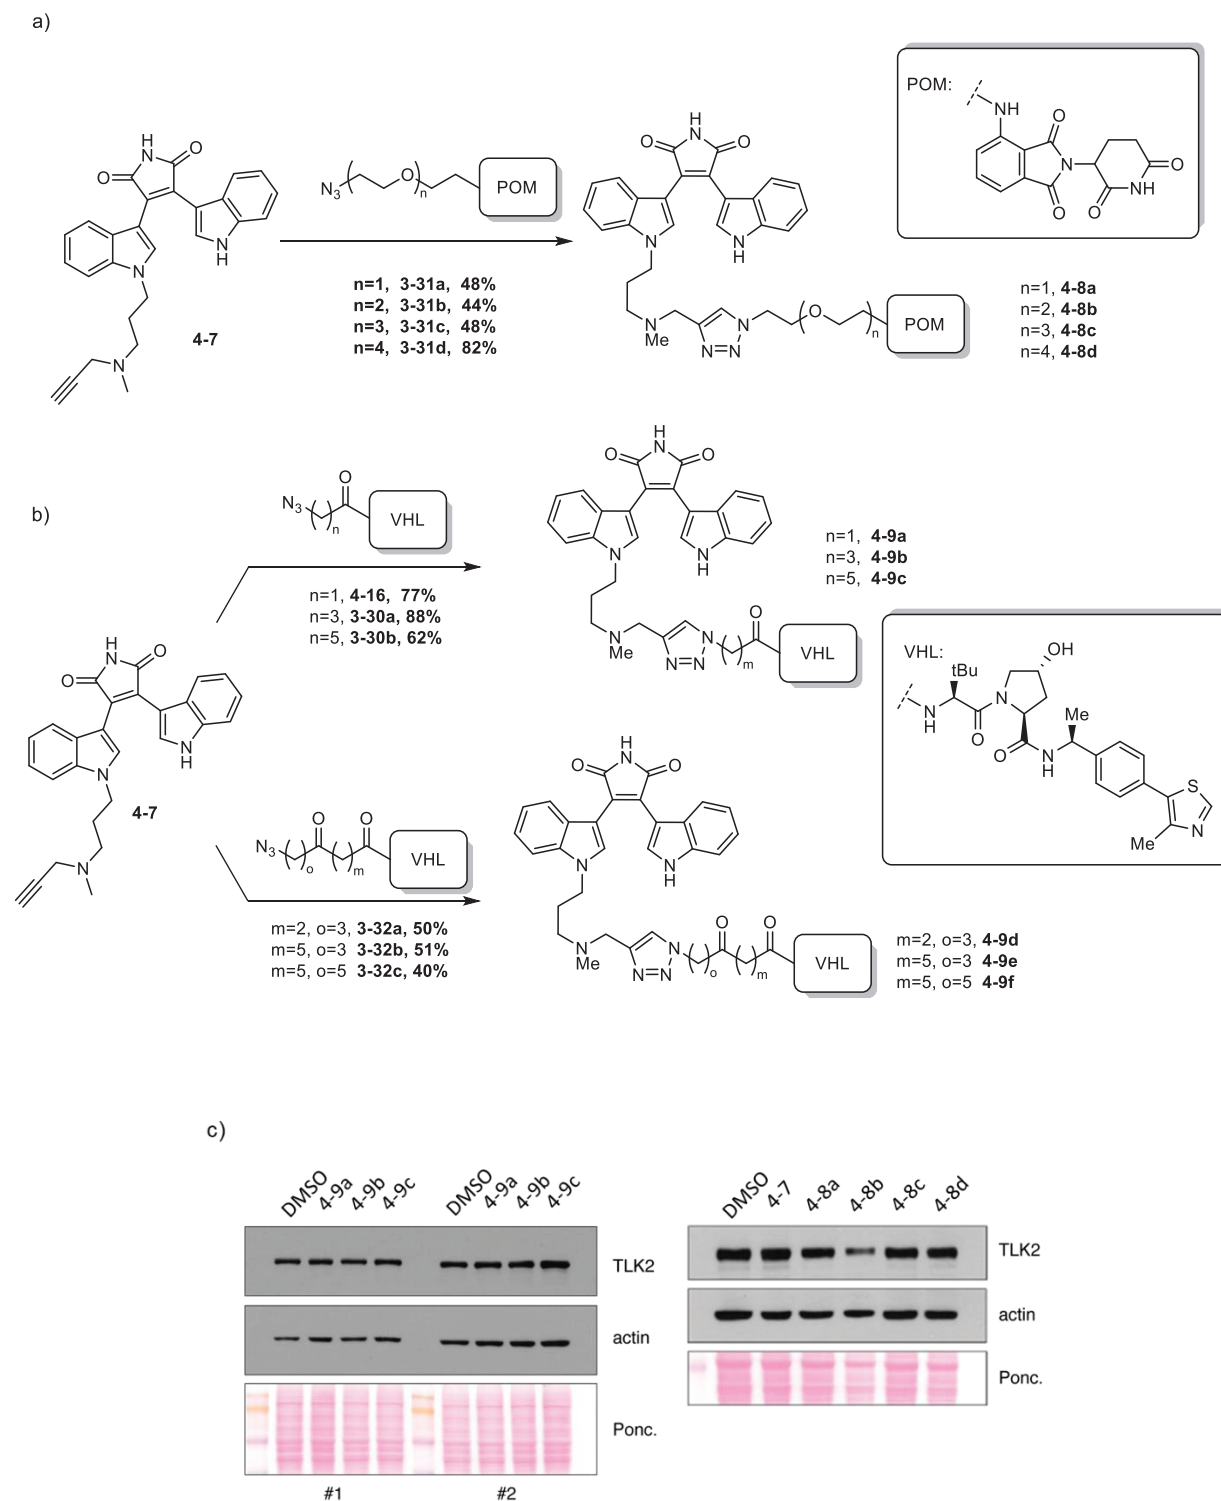 a)
POM:
NH
O
O
N
O
O
NH
O
H
N
O
O
N
H
N
4-7
N
N3
O
n
POM
n=1, 3-31a, 48%
n=2, 3-31b, 44%
n=3, 3-31c, 48%
n=4, 3-31d, 82%
H
N
O
O
N
N
H
N
Me
N
N=N
O
n
POM
n=1, 4-8a
n=2, 4-8b
n=3, 4-8c
n=4, 4-8d
b)
N3
n
O
VHL
n=1, 4-16, 77%
n=3, 3-30a, 88%
n=5, 3-30b, 62%
H
N
O
O
N
N
H
N
Me
N
N=N
m
O
VHL
n=1, 4-9a
n=3, 4-9b
n=5, 4-9c
H
N
O
O
N
H
N
4-7
N
VHL:
OH
tBu
N
H
O
N
O
N
H
Me
S
N
Me
N3
o
O
m
O
VHL
m=2, o=3, 3-32a, 50%
m=5, o=3 3-32b, 51%
m=5, o=5 3-32c, 40%
H
N
O
O
N
N
H
N
Me
N
N=N
o
O
m
O
VHL
m=2, o=3, 4-9d
m=5, o=3 4-9e
m=5, o=5 4-9f
c)
DMSO 4-9a 4-9b 4-9c DMSO 4-9a 4-9b 4-9c
TLK2
actin
Ponc.
#1 #2
DMSO 4-7 4-8a 4-8b 4-8c 4-8d
TLK2
actin
Ponc.